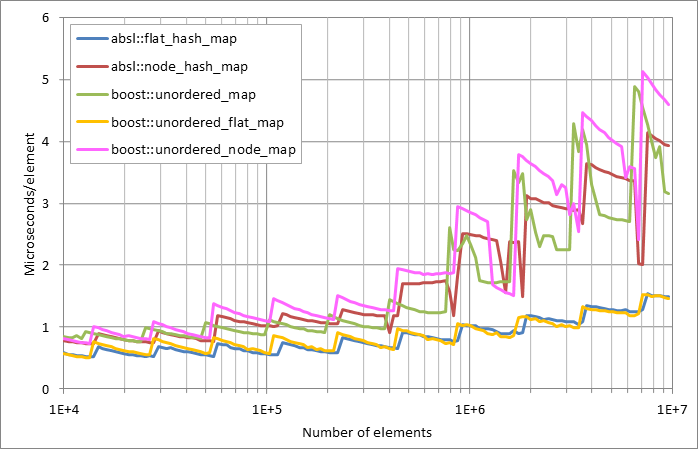 6
5
4
3
2
1
0
Microseconds/element
absl::flat_hash_map
absl::node_hash_map
boost::unordered_map
boost::unordered_flat_map
boost::unordered_node_map
1E+4
1E+5
1E+6
1E+7
Number of elements